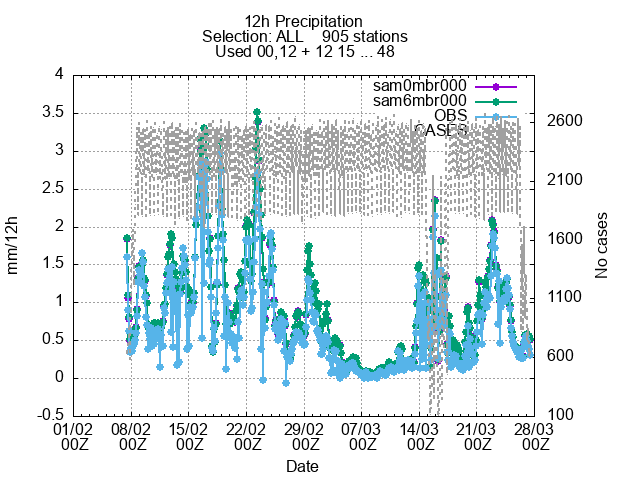 12h Precipitation
Selection: ALL    905 stations
Used 00,12 + 12 15 ... 48
sam0mbr000
sam6mbr000
OBS
CASES
4
3.5
3
2.5
2
1.5
1
0.5
0
-0.5
mm/12h
2600
2100
1600
1100
600
100
No cases
01/02 08/02 15/02 22/02 29/02 07/03 14/03 21/03 28/03
00Z 00Z 00Z 00Z 00Z 00Z 00Z 00Z 00Z
Date